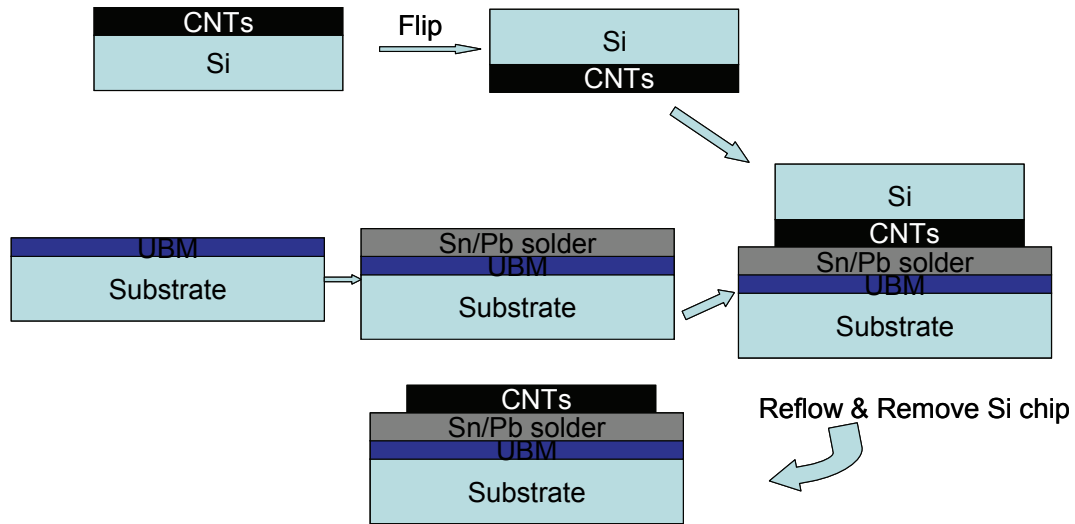 CNTs
Si
Flip
Si
CNTs
UBM
Substrate
Sn/Pb solder
UBM
Substrate
Si
CNTs
Sn/Pb solder
UBM
Substrate
Reflow & Remove Si chip
CNTs
Sn/Pb solder
UBM
Substrate